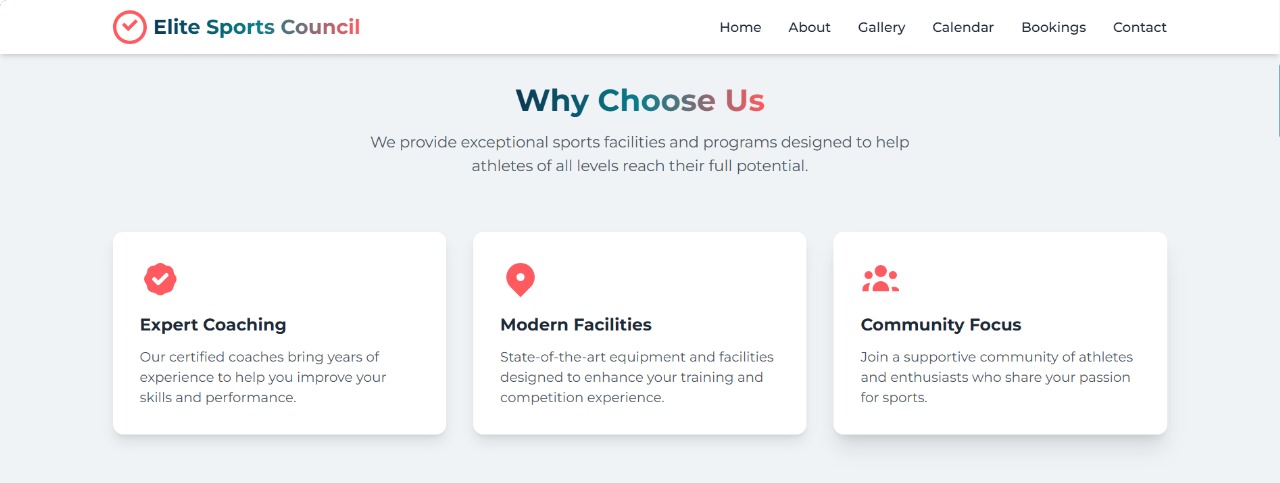 Elite Sports Council
Home About Gallery Calendar Bookings Contact
Why Choose Us
We provide exceptional sports facilities and programs designed to help
athletes of all levels reach their full potential.
Expert Coaching
Our certified coaches bring years of
experience to help you improve your
skills and performance.
Modern Facilities
State-of-the-art equipment and facilities
designed to enhance your training and
competition experience.
Community Focus
Join a supportive community of athletes
and enthusiasts who share your passion
for sports.